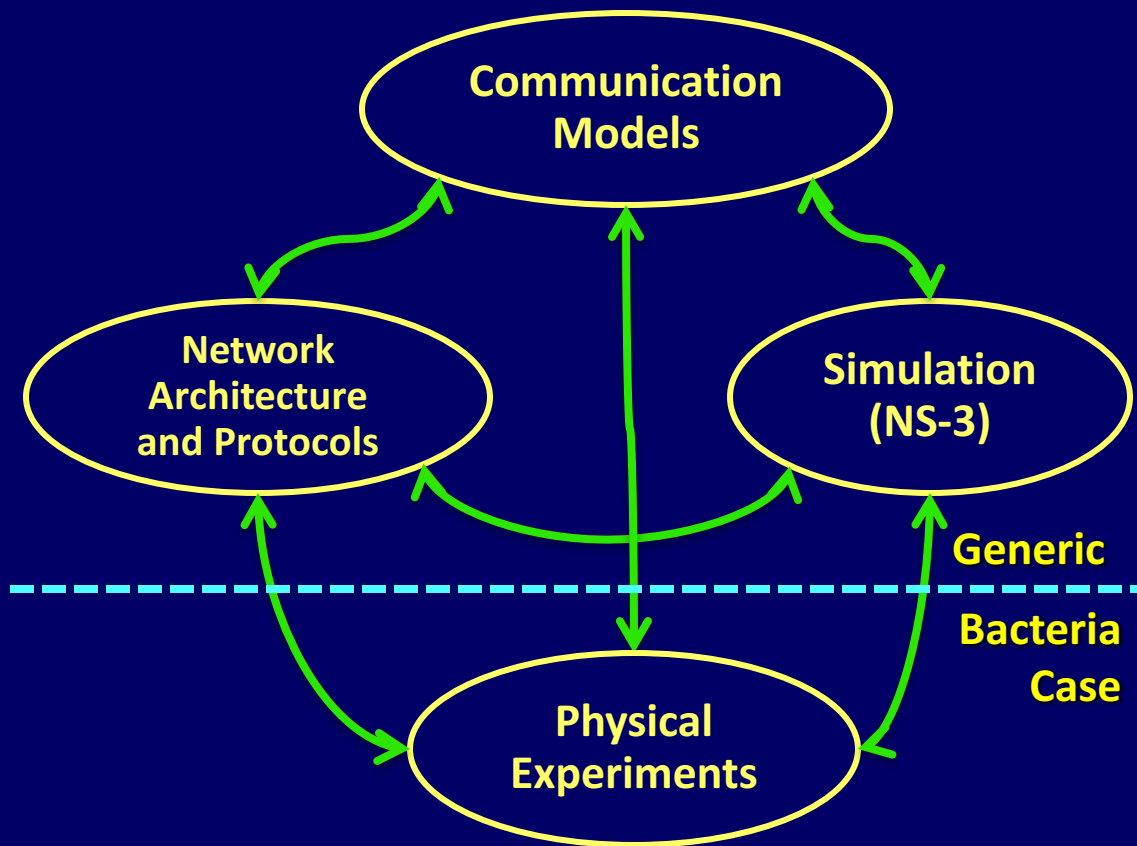 Communication
Models
Network
Architecture
and Protocols
Simulation
(NS-3)
Generic
Bacteria
Case
Physical
Experiments